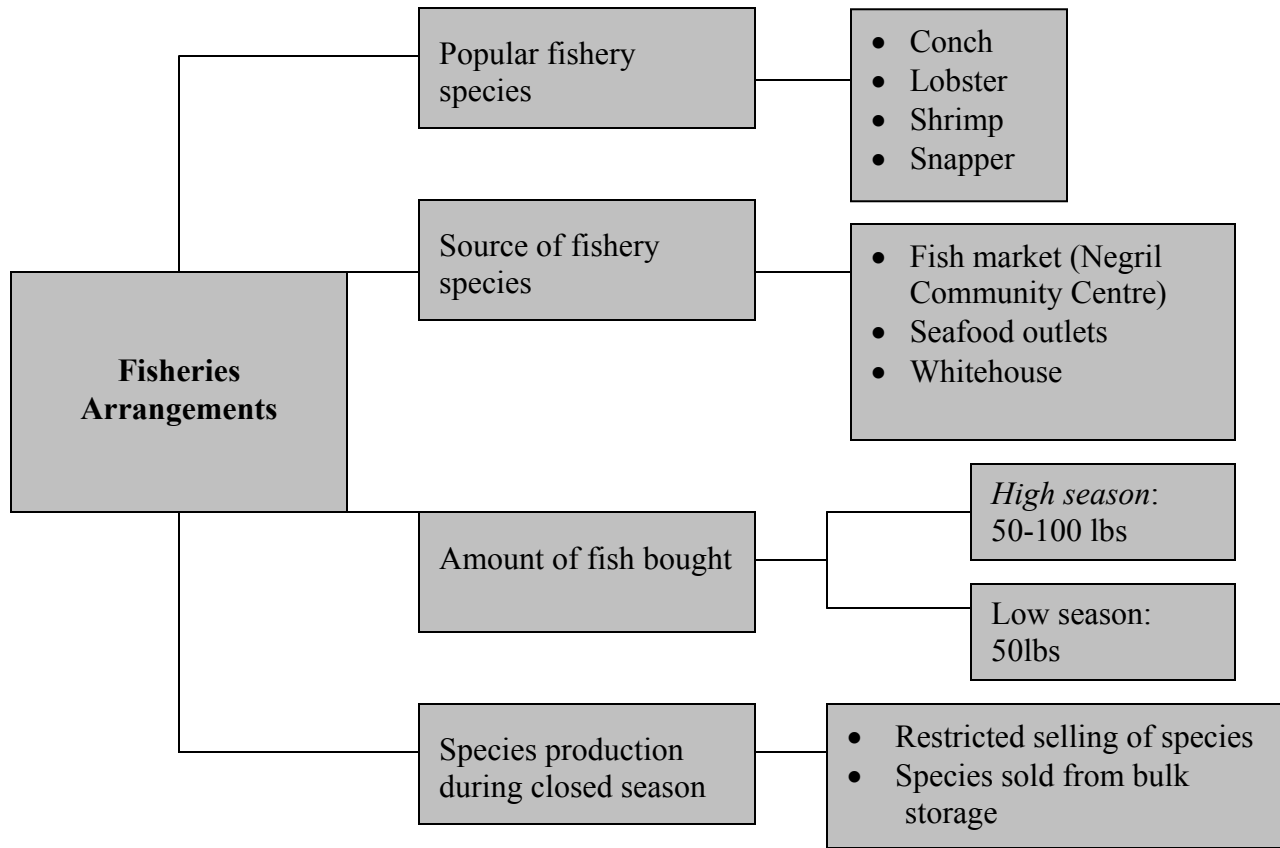 Popular fishery
species
• Conch
• Lobster
• Shrimp
• Snapper
Source of fishery
species
• Fish market (Negril
Community Centre)
• Seafood outlets
• Whitehouse
Fisheries
Arrangements
Amount of fish bought
High season:
50-100 lbs
Low season:
50lbs
Species production
during closed season
• Restricted selling of species
• Species sold from bulk
storage